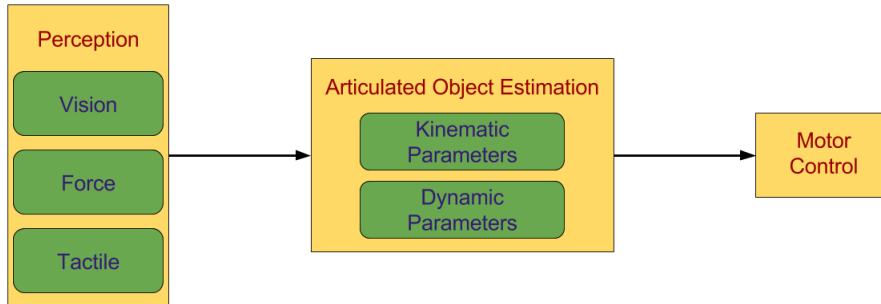 Perception
Vision
Force
Tactile
Articulated Object Estimation
Kinematic
Parameters
Dynamic
Parameters
Motor
Control